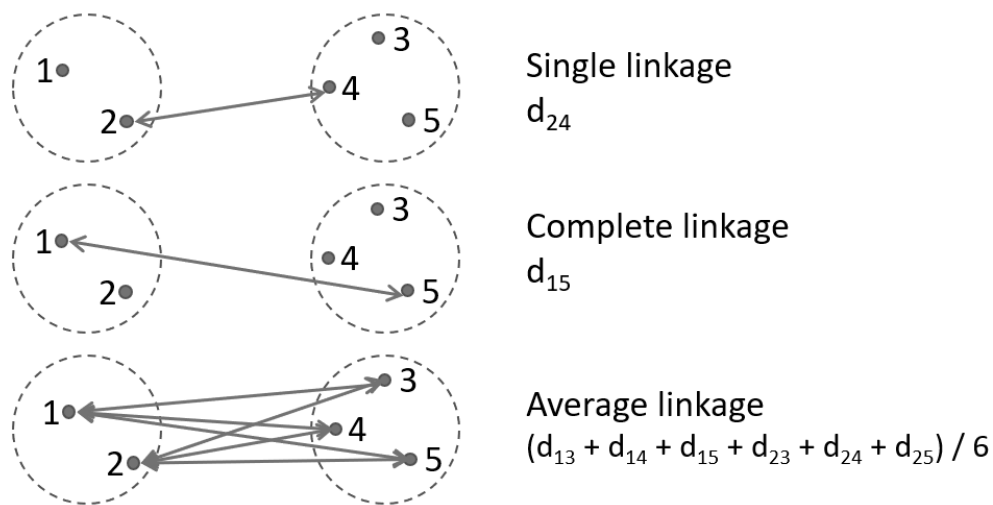 1
2
3
4
5
Single linkage
d₂₄
1
2
3
4
5
Complete linkage
d₁₅
1
2
3
4
5
Average linkage
(d₁₃ + d₁₄ + d₁₅ + d₂₃ + d₂₄ + d₂₅) / 6